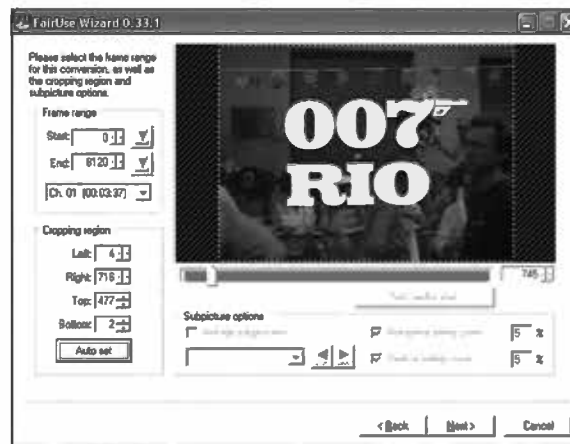 FairUse Wizard 0.33.1
Please select the frame range
for this conversion, as well as
the cropping region and
subpicture options.
Frame range
Start: 0
End: 8120
Ch. 01 [00:03:37]
Cropping region
Left: 4
Right: 716
Top: 477
Bottom: 2
Auto set
007
RIO
745
Subpicture options
5 %
5 %
< Back
Next >
Cancel